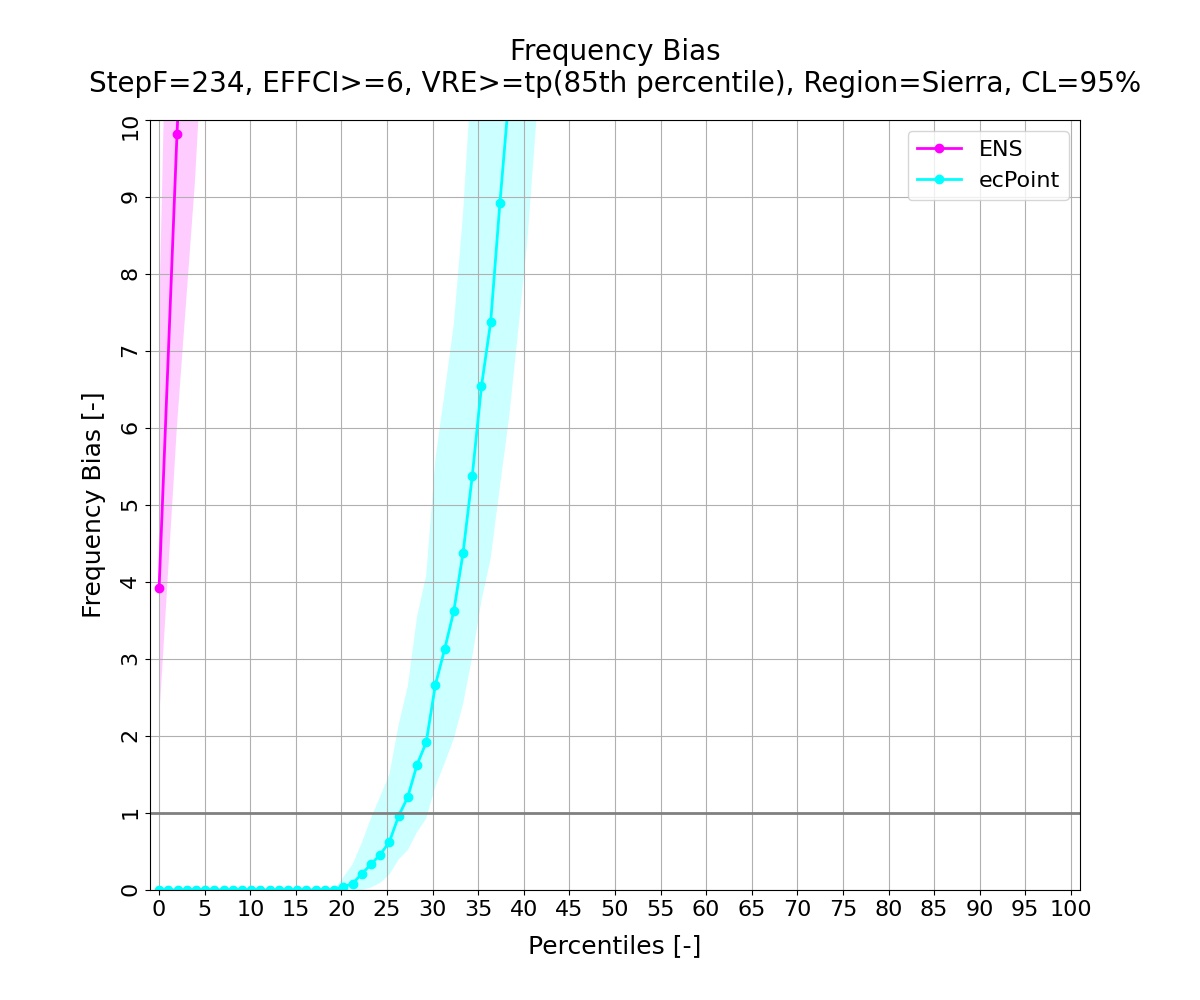 Frequency Bias
StepF=234, EFFCI>=6, VRE>=tp(85th percentile), Region=Sierra, CL=95%
ENS
ecPoint
Frequency Bias [-]
10
9
8
7
6
5
4
3
2
1
0
0 5 10 15 20 25 30 35 40 45 50 55 60 65 70 75 80 85 90 95 100
Percentiles [-]